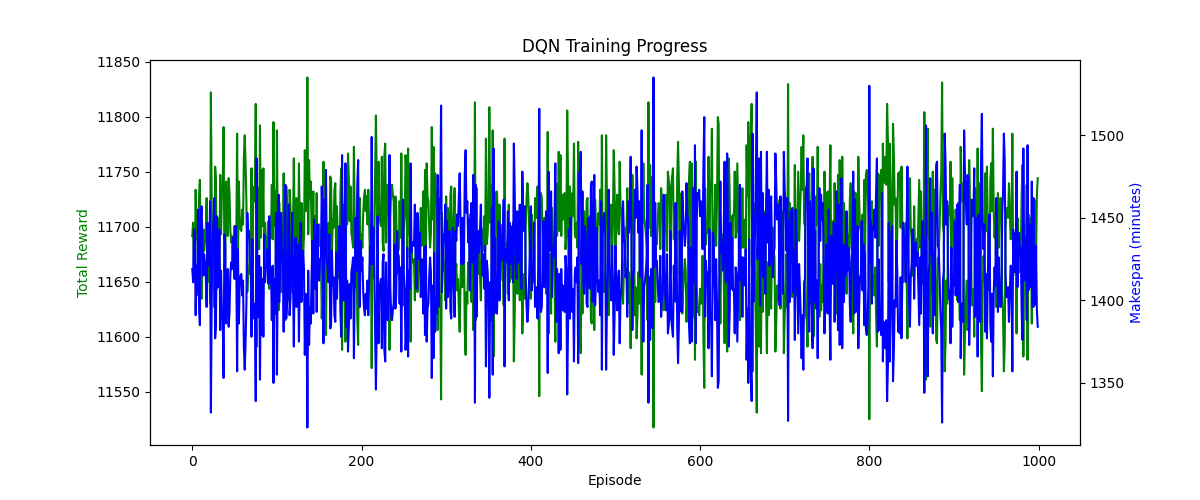 DQN Training Progress
Total Reward
11850
11800
11750
11700
11650
11600
11550
1500
1450
1400
1350
Makespan (minutes)
0 200 400 600 800 1000
Episode